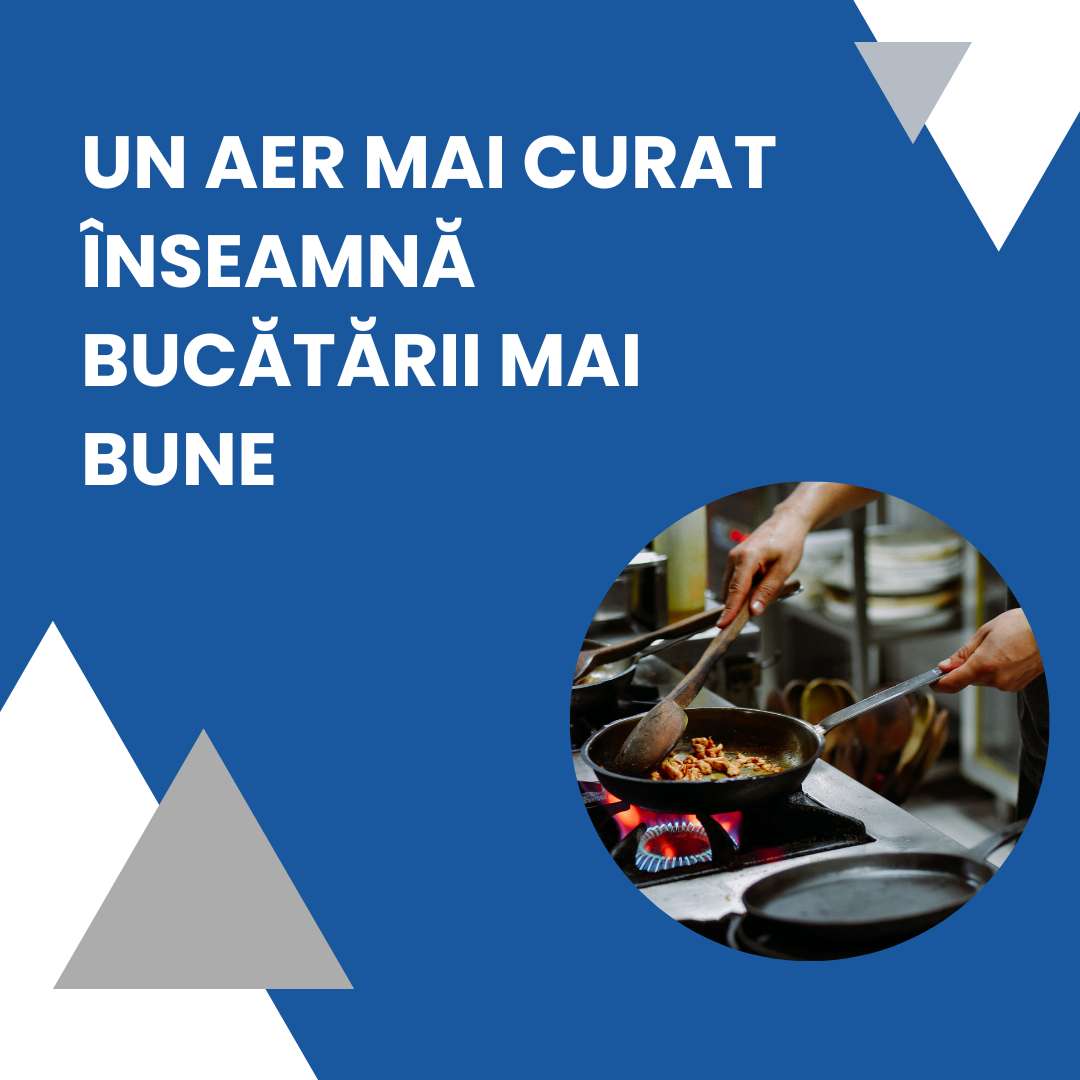 UN AER MAI CURAT
ÎNSEAMNĂ
BUCĂTĂRII MAI
BUNE